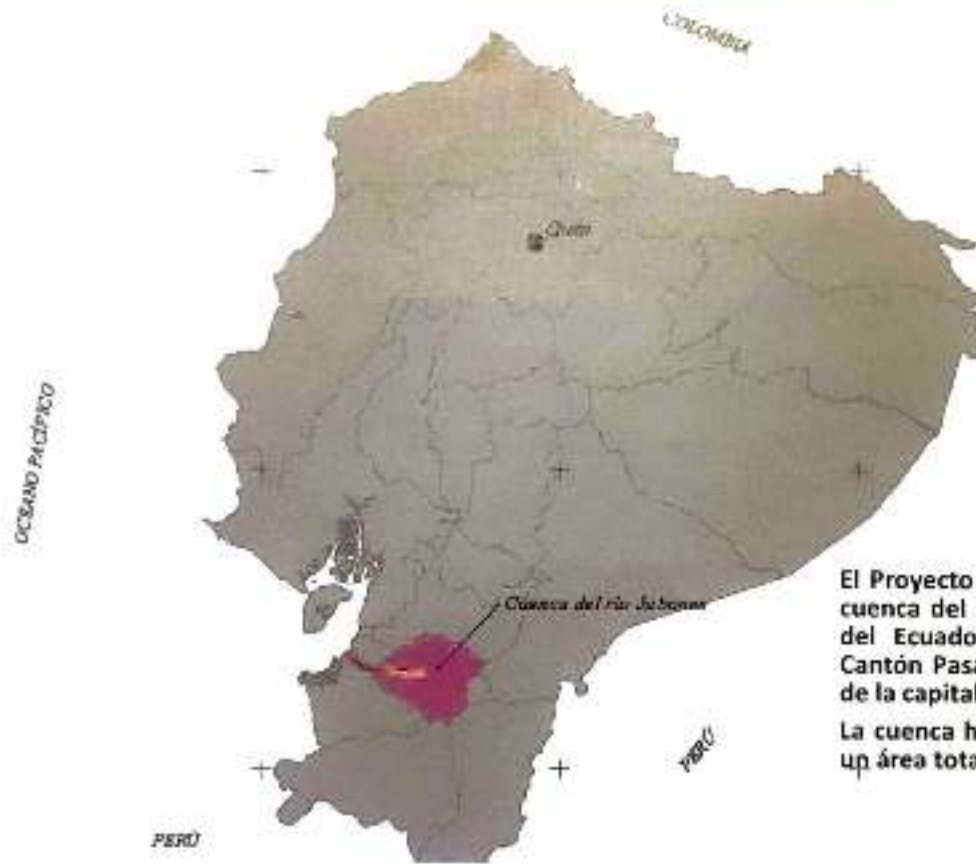 COLOMBIA
Quito
OCEANO PACÍFICO
Cuenca del río Jubones
El Proyecto
cuenca del
del Ecuado
Cantón Pasa
de la capital
La cuenca h
un área tota
PERÚ
PERÚ